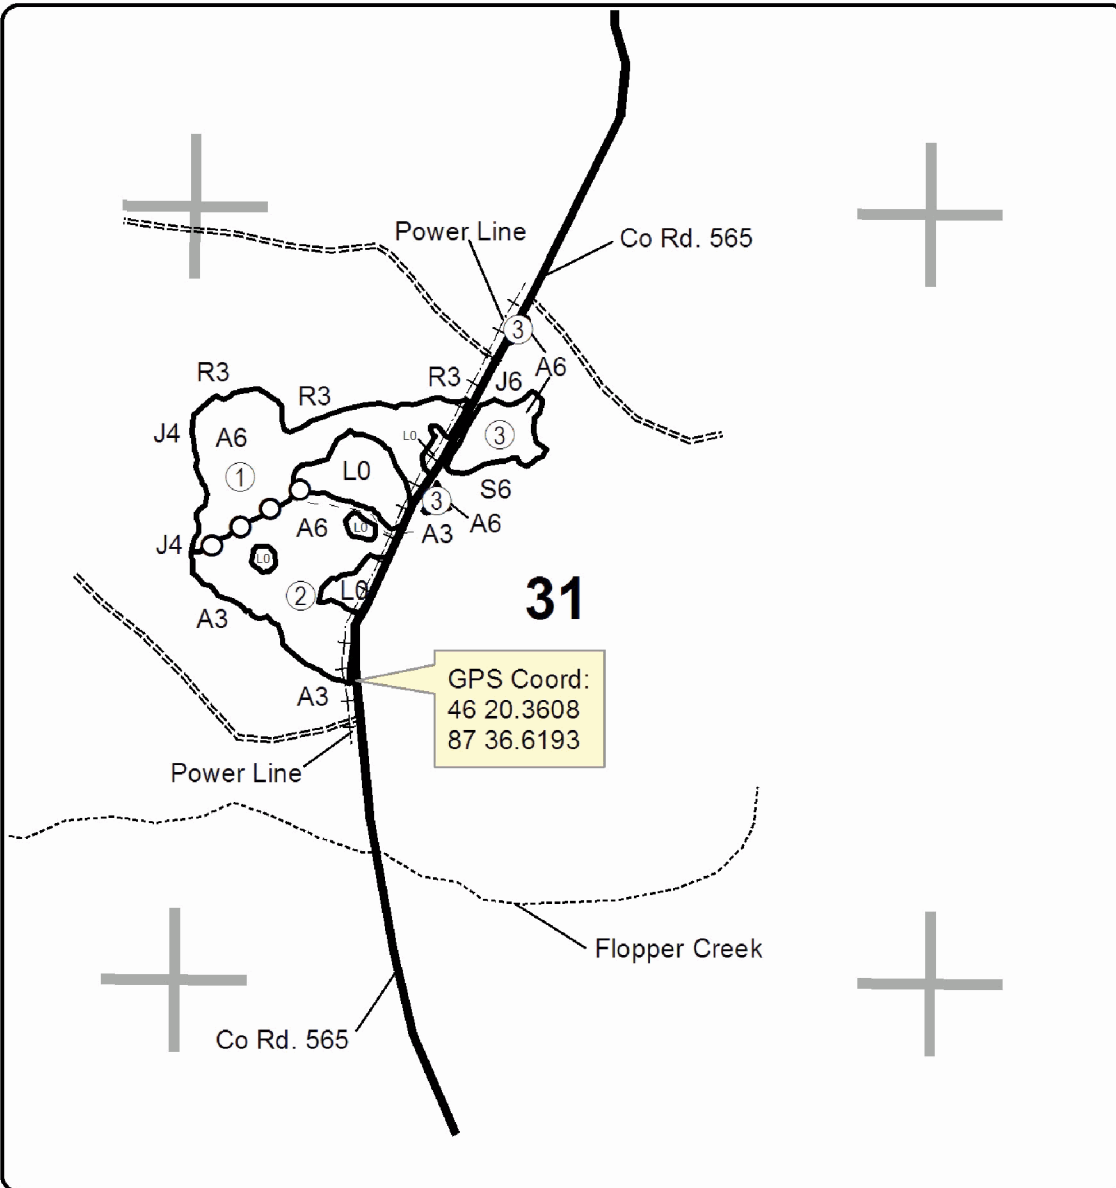 Power Line
Co Rd. 565
3
A6
R3
R3
R3
J6
J4
A6
L0
3
1
L0
S6
3
A6
A3
A6
L0
J4
L0
2
L0
31
A3
GPS Coord:
46 20.3608
87 36.6193
A3
Power Line
Flopper Creek
Co Rd. 565